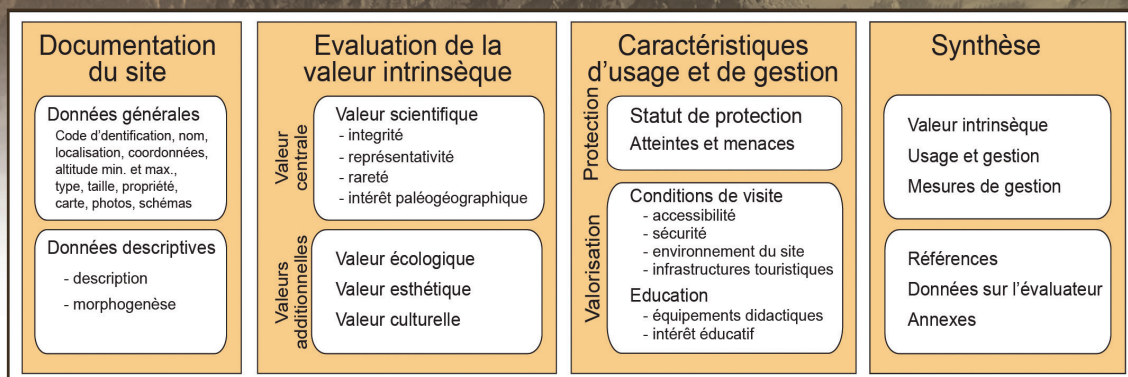 Documentation
du site
Données générales
Code d'dentification, nom,
localisation, coordonnées,
altitude min. et max.,
type, taille, propriété,
carte, photos, schémas
Données descriptives
- description
- morphogenèse
Evaluation de la
valeur intrinsèque
Valeur
centrale
Valeur scientifique
- integrité
- représentativité
- rareté
- intérêt paléogéographique
Valeurs
additionnelles
Valeur écologique
Valeur esthétique
Valeur culturelle
Caractéristiques
d'usage et de gestion
Protection
Statut de protection
Atteintes et menaces
Valorisation
Conditions de visite
- accessibilité
- sécurité
- environnement du site
- infrastructures touristiques
Education
- équipements didactiques
- intérêt éducatif
Synthèse
Valeur intrinsèque
Usage et gestion
Mesures de gestion
Références
Données sur l'évaluateur
Annexes